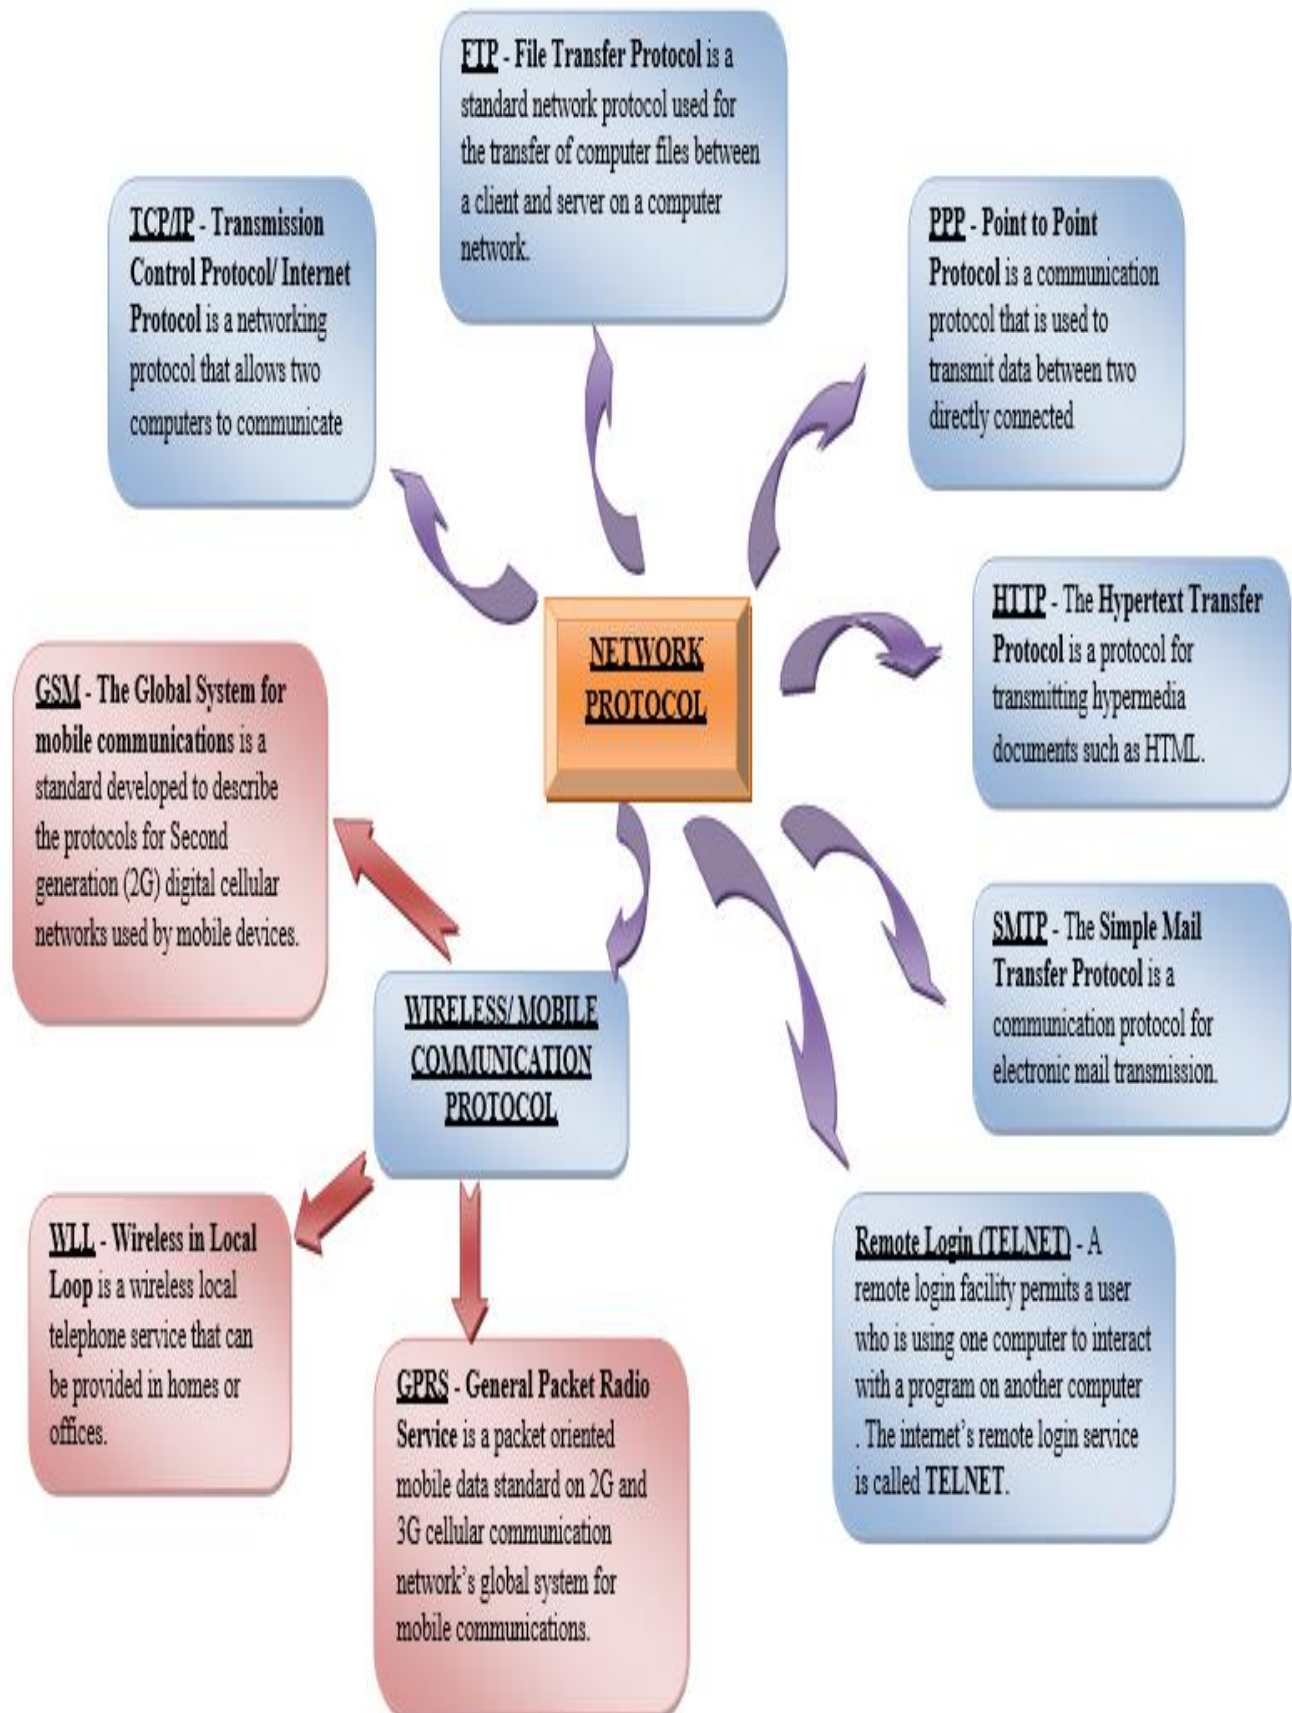 FTP - File Transfer Protocol is a
standard network protocol used for
the transfer of computer files between
a client and server on a computer
network.
TCP/IP - Transmission
Control Protocol/ Internet
Protocol is a networking
protocol that allows two
computers to communicate
PPP - Point to Point
Protocol is a communication
protocol that is used to
transmit data between two
directly connected
NETWORK
PROTOCOL
HTTP - The Hypertext Transfer
Protocol is a protocol for
transmitting hypermedia
documents such as HTML.
GSM - The Global System for
mobile communications is a
standard developed to describe
the protocols for Second
generation (2G) digital cellular
networks used by mobile devices.
SMTP - The Simple Mail
Transfer Protocol is a
communication protocol for
electronic mail transmission.
WIRELESS/ MOBILE
COMMUNICATION
PROTOCOL
WLL - Wireless in Local
Loop is a wireless local
telephone service that can
be provided in homes or
offices.
GPRS - General Packet Radio
Service is a packet oriented
mobile data standard on 2G and
3G cellular communication
network's global system for
mobile communications.
Remote Login (TELNET) - A
remote login facility permits a user
who is using one computer to interact
with a program on another computer
. The internet's remote login service
is called TELNET.